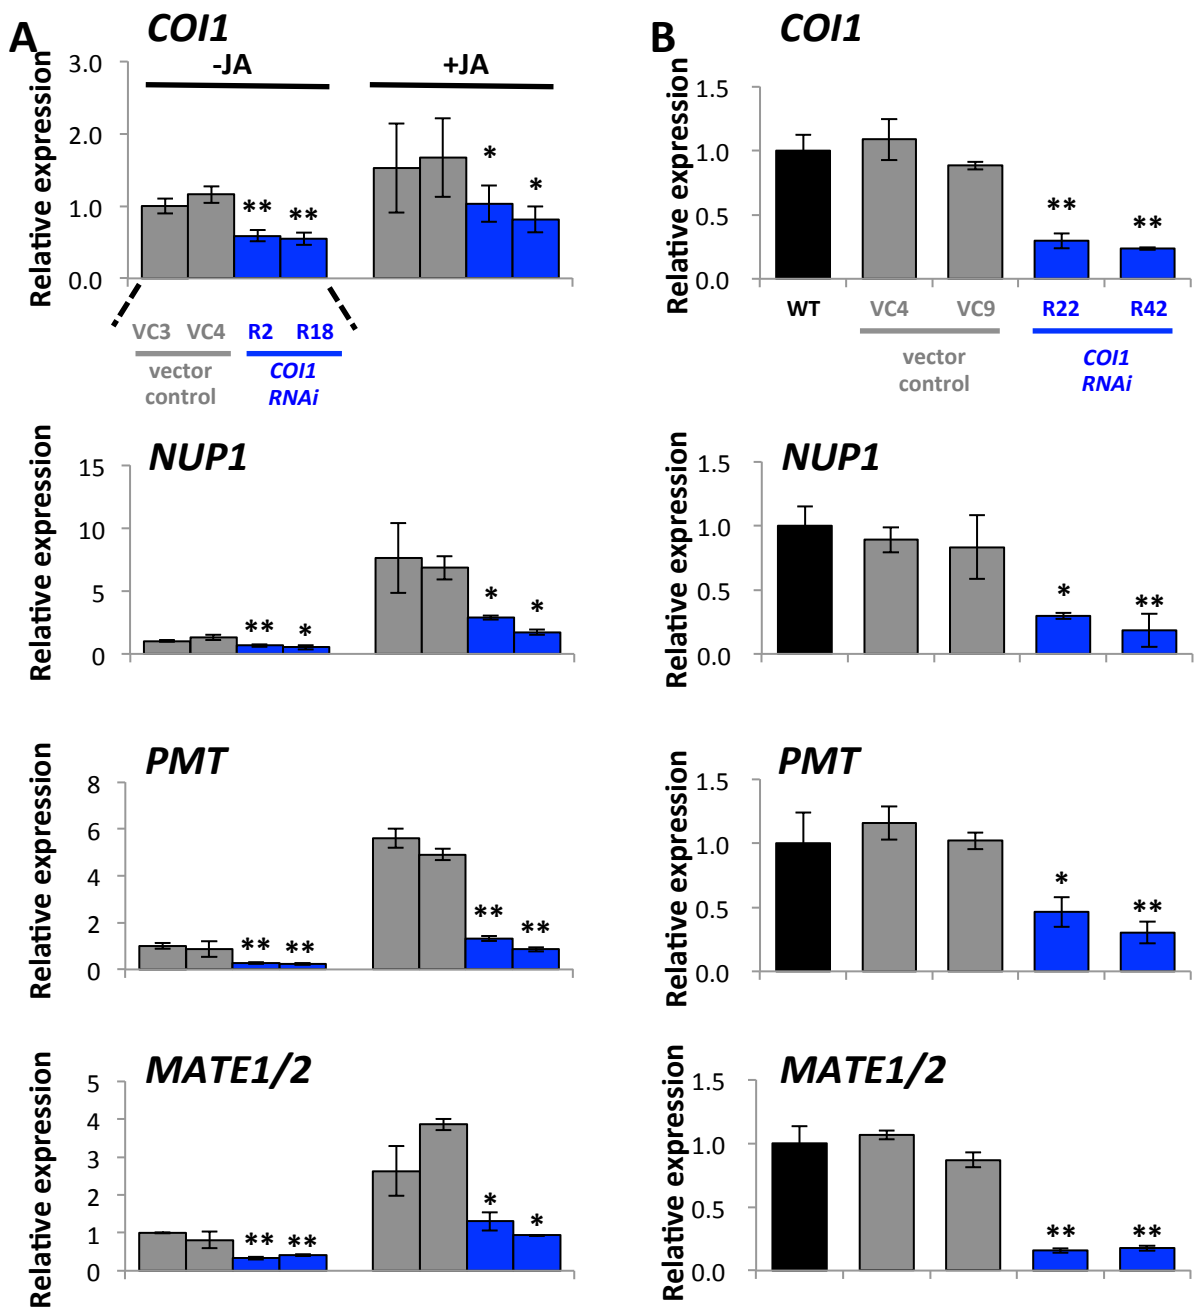 A
COI1
-JA
+JA
Relative expression
3.0
2.0
1.0
0.0
** ** * *
VC3 VC4 R2 R18
vector
control
COI1
RNAi
NUP1
Relative expression
15
10
5
0
** * * *
PMT
Relative expression
8
6
4
2
0
** ** ** **
MATE1/2
Relative expression
5
4
3
2
1
0
** ** * *
B
COI1
Relative expression
1.5
1.0
0.5
0.0
** **
WT VC4 VC9 R22 R42
vector
control
COI1
RNAi
NUP1
Relative expression
1.5
1.0
0.5
0.0
* **
PMT
Relative expression
1.5
1.0
0.5
0.0
* **
MATE1/2
Relative expression
1.5
1.0
0.5
0.0
** **